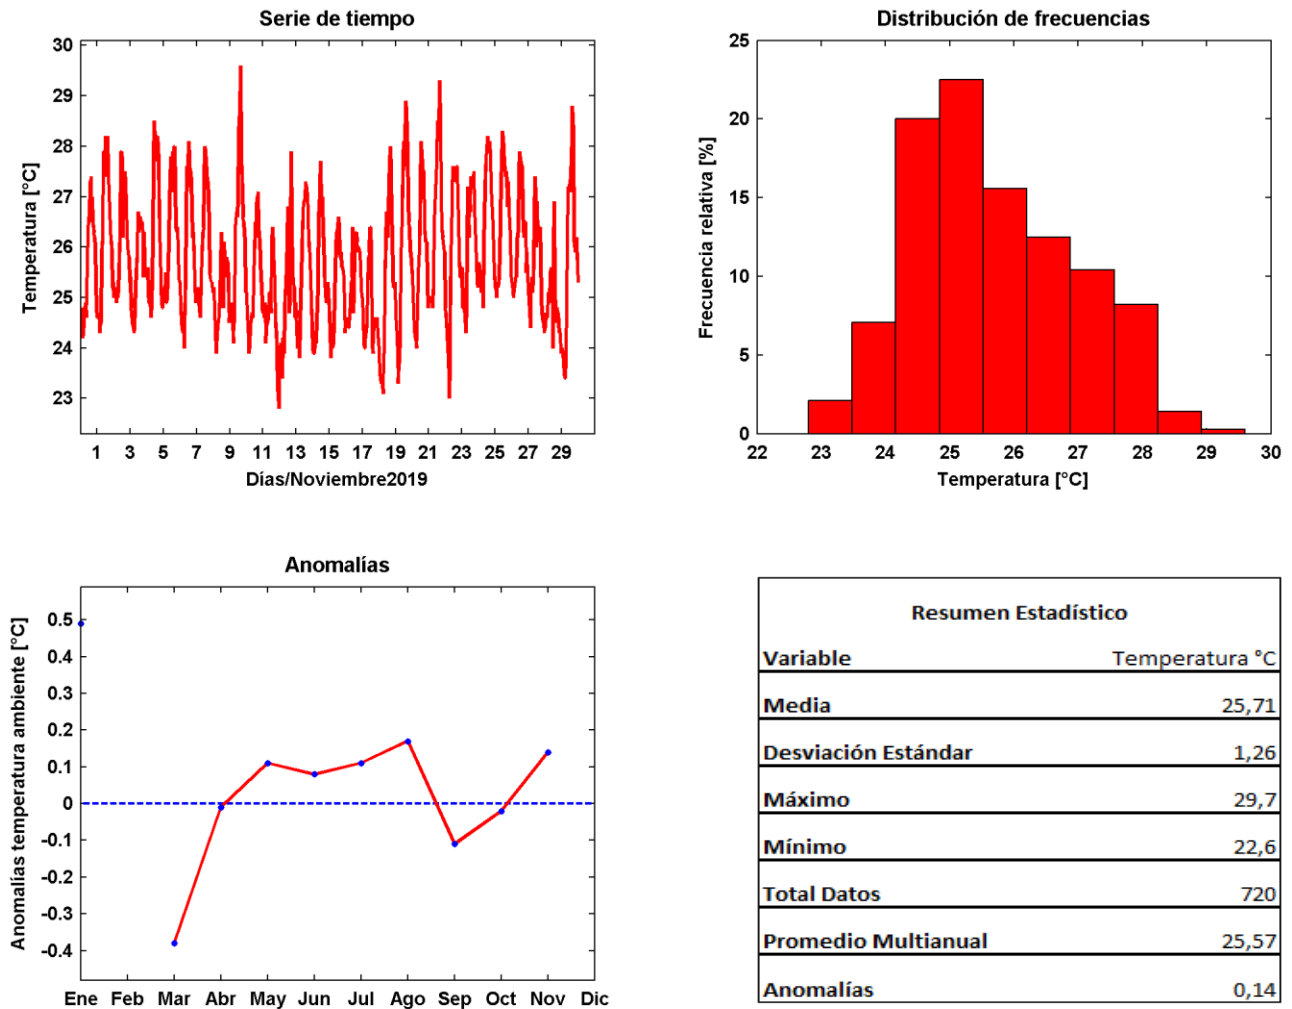 Serie de tiempo
30
29
28
27
26
25
24
23
Temperatura [°C]
1 3 5 7 9 11 13 15 17 19 21 23 25 27 29
Días/Noviembre2019
Distribución de frecuencias
25
20
15
10
5
0
Frecuencia relativa [%]
22 23 24 25 26 27 28 29 30
Temperatura [°C]
Anomalías
0.5
0.4
0.3
0.2
0.1
0
-0.1
-0.2
-0.3
-0.4
Anomalías temperatura ambiente [°C]
Ene Feb Mar Abr May Jun Jul Ago Sep Oct Nov Dic
Resumen Estadístico
Variable Temperatura °C
Media 25,71
Desviación Estándar 1,26
Máximo 29,7
Mínimo 22,6
Total Datos 720
Promedio Multianual 25,57
Anomalías 0,14